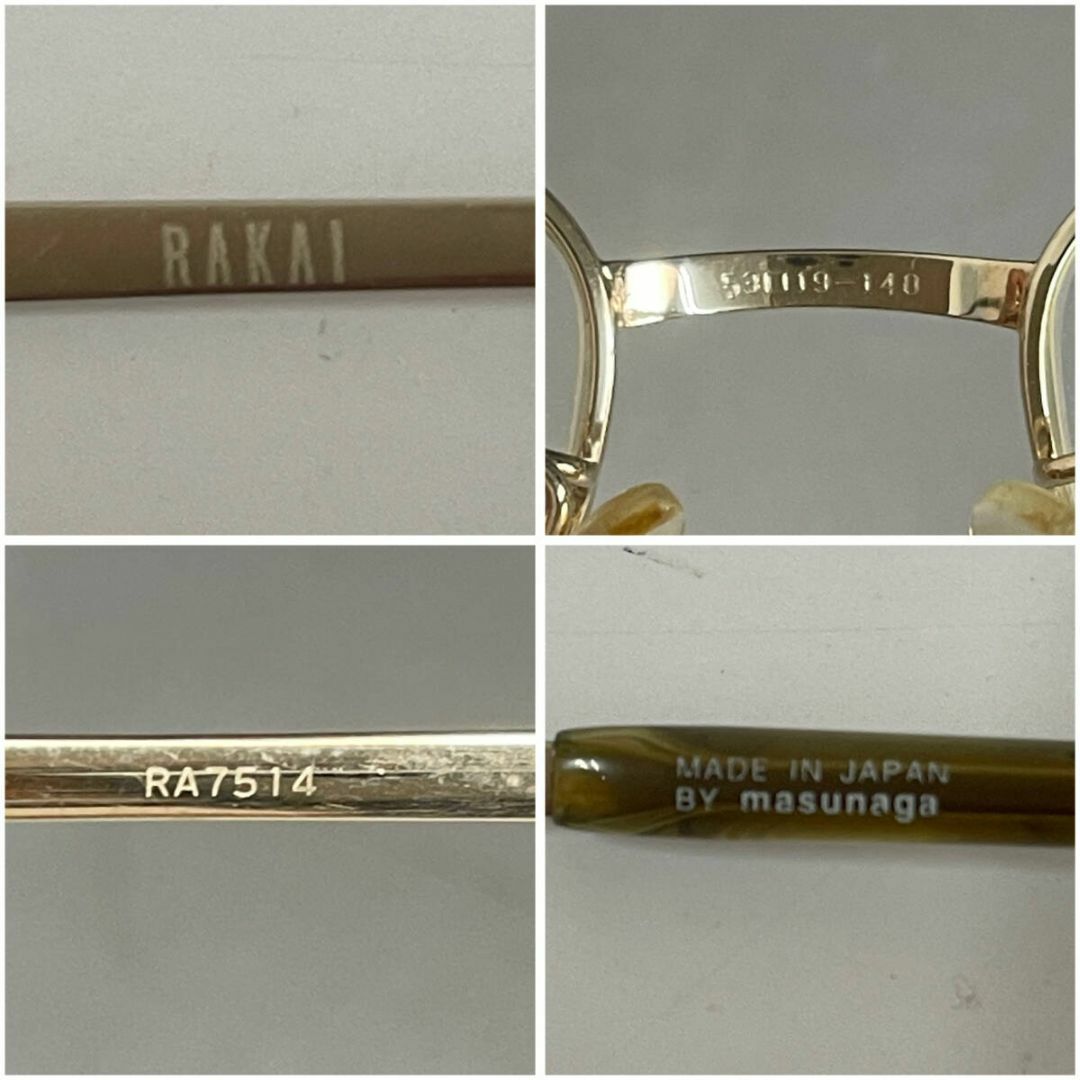 RAKAI
53□19-140
RA7514
MADE IN JAPAN
BY masunaga